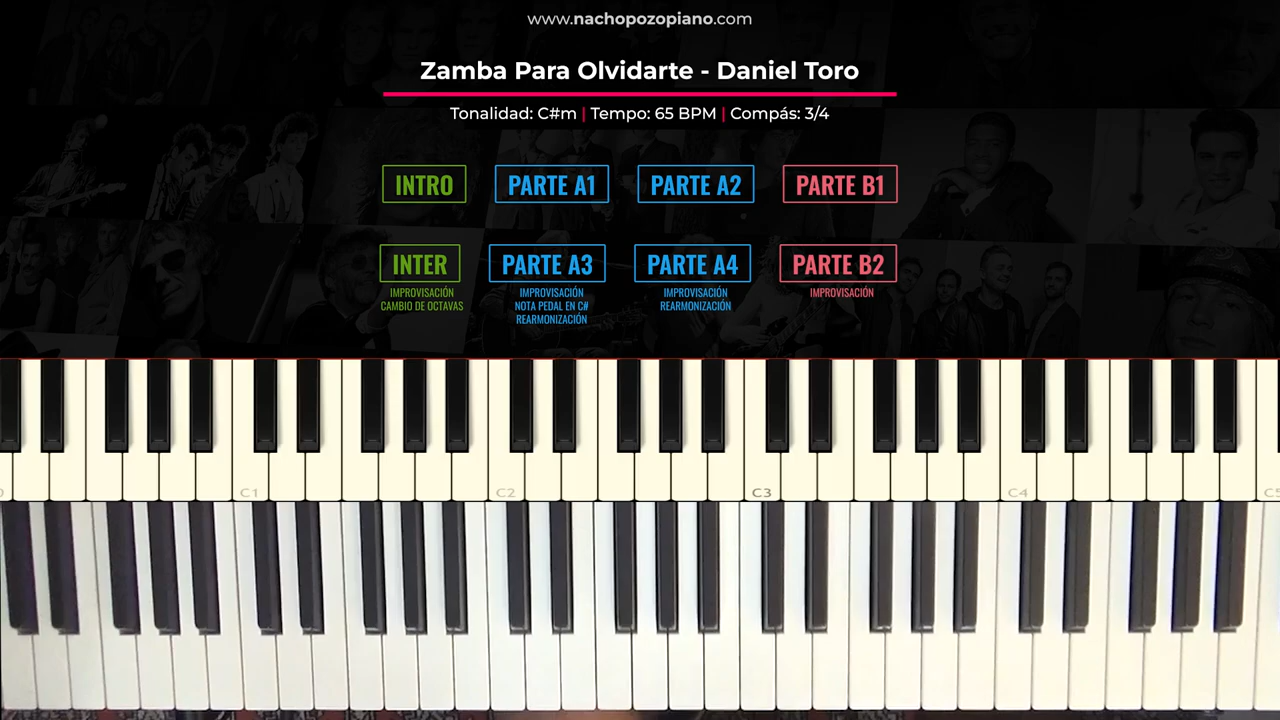 www.nachopozopiano.com
Zamba Para Olvidarte - Daniel Toro
Tonalidad: C#m | Tempo: 65 BPM | Compás: 3/4
INTRO PARTE A1 PARTE A2 PARTE B1
INTER PARTE A3 PARTE A4 PARTE B2
IMPROVISACIÓN IMPROVISACIÓN IMPROVISACIÓN IMPROVISACIÓN
CAMBIO DE OCTAVAS NOTA PEDAL EN C# REARMONIZACIÓN
REARMONIZACIÓN
C1 C2 C3 C4 C5